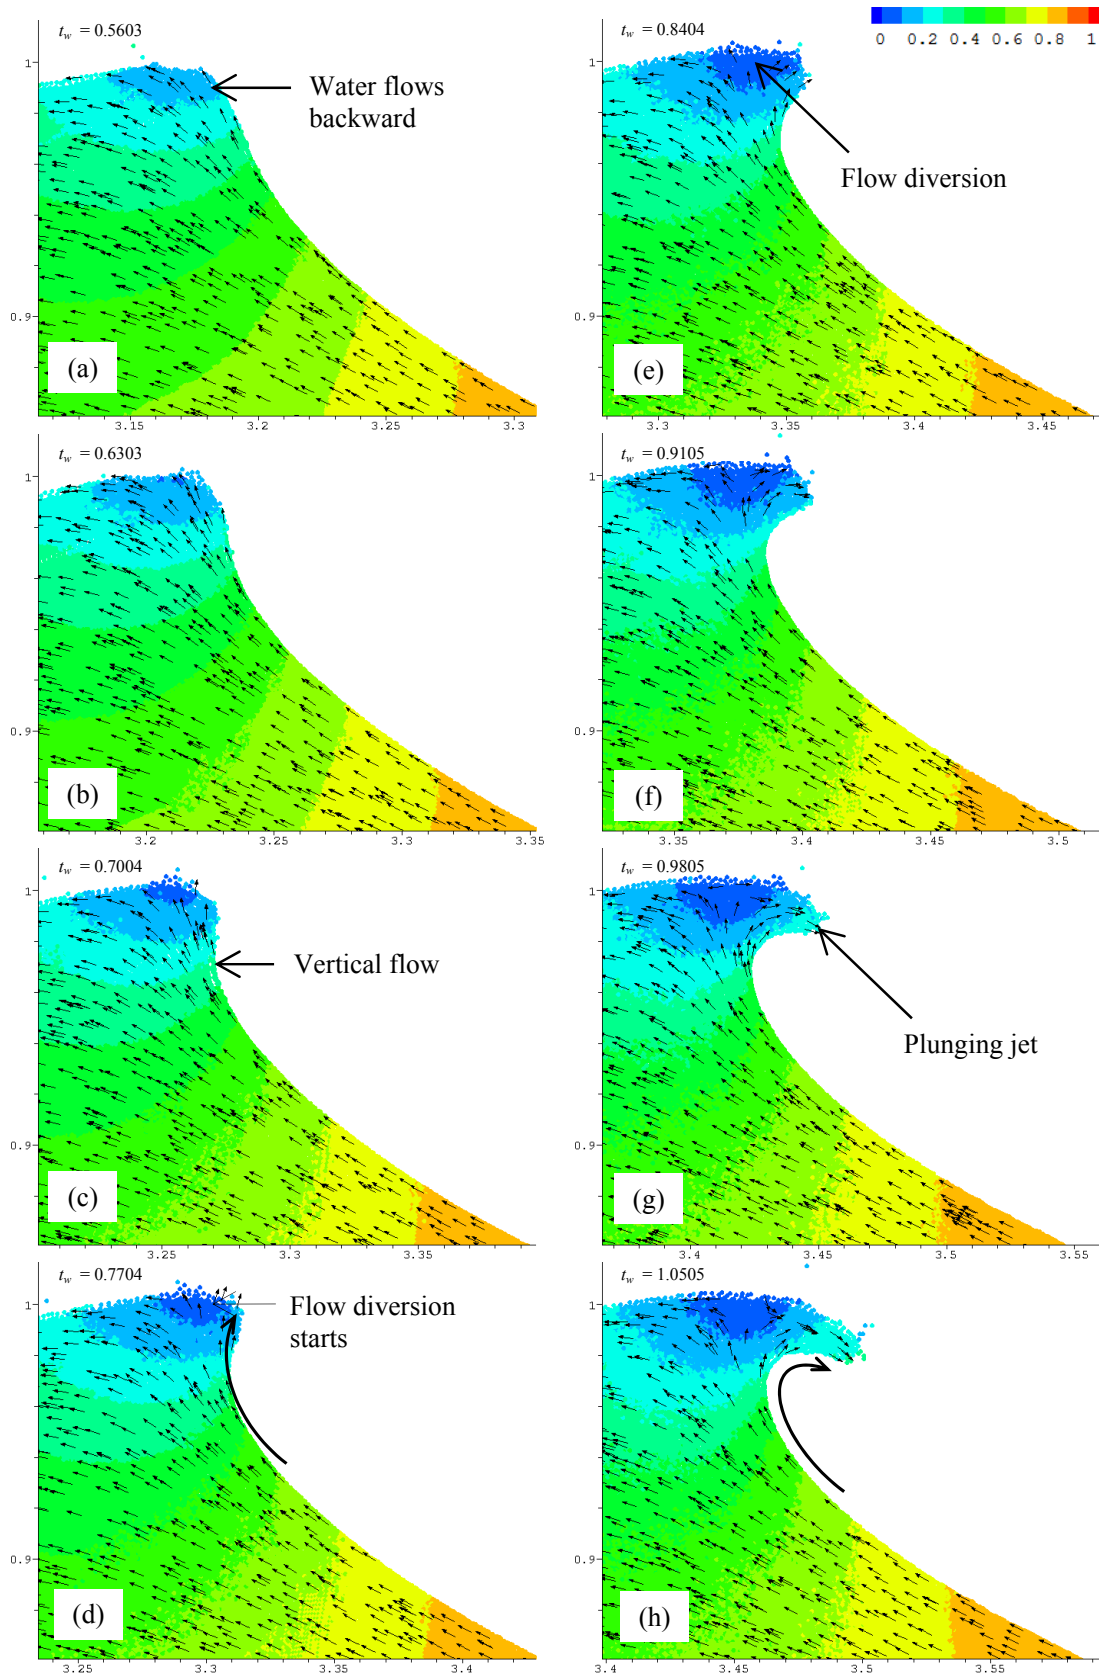 0 0.2 0.4 0.6 0.8 1
t_w = 0.5603
1
Water flows
backward
0.9
(a)
3.15 3.2 3.25 3.3
t_w = 0.6303
1
0.9
(b)
3.2 3.25 3.3 3.35
t_w = 0.7004
1
Vertical flow
0.9
(c)
3.25 3.3 3.35
t_w = 0.7704
1
Flow diversion
starts
0.9
(d)
3.25 3.3 3.35 3.4
t_w = 0.8404
1
Flow diversion
0.9
(e)
3.3 3.35 3.4 3.45
t_w = 0.9105
1
0.9
(f)
3.35 3.4 3.45 3.5
t_w = 0.9805
1
Plunging jet
0.9
(g)
3.4 3.45 3.5 3.55
t_w = 1.0505
1
0.9
(h)
3.4 3.45 3.5 3.55